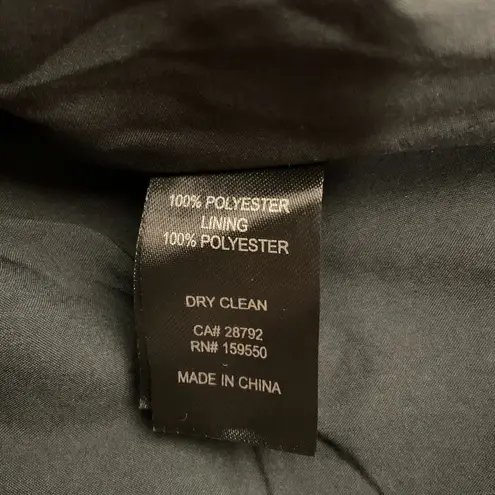 100% POLYESTER
LINING
100% POLYESTER
DRY CLEAN
CA# 28792
RN# 159550
-
MADE IN CHINA